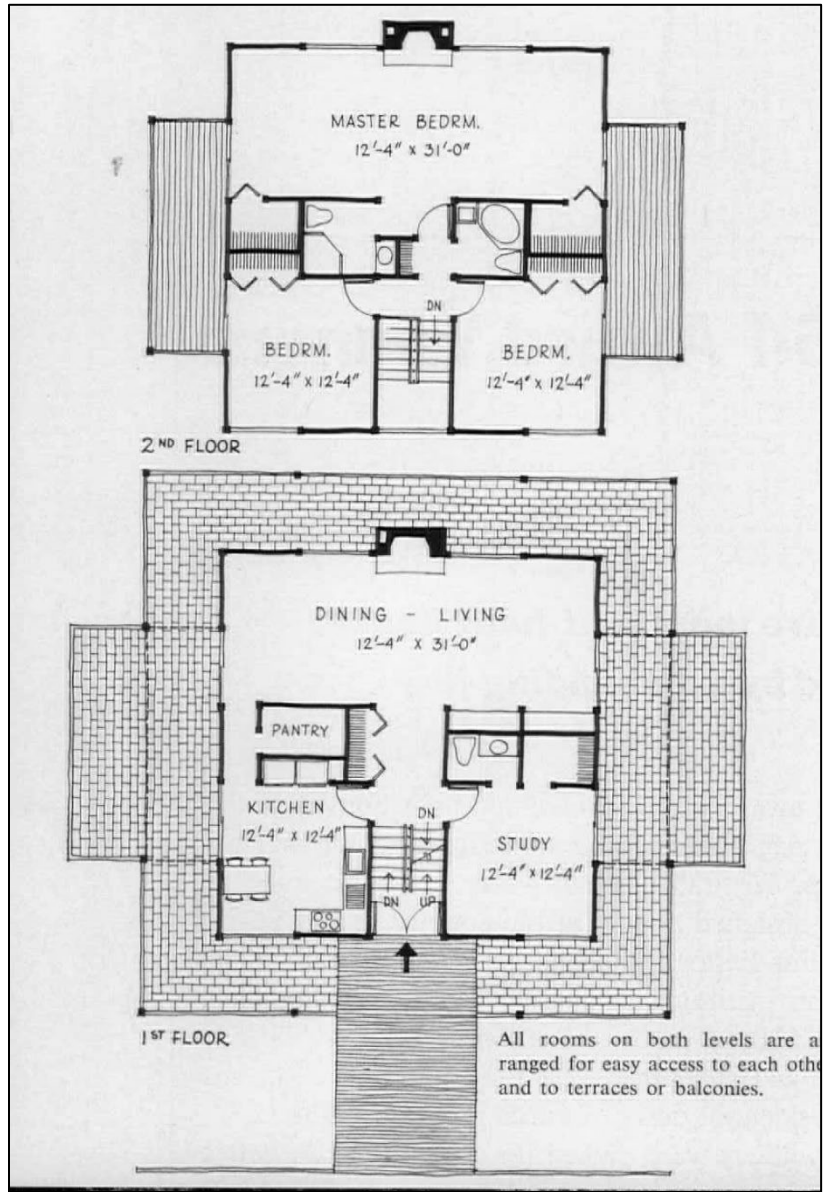 MASTER BEDRM.
12'-4" x 31'-0"
DN
BEDRM.
12'-4" x 12'-4"
BEDRM.
12'-4" x 12'-4"
2ND FLOOR
DINING - LIVING
12'-4" x 31'-0"
PANTRY
KITCHEN
12'-4" x 12'4"
DN
STUDY
12'-4" x 12'-4"
DN
UP
1ST FLOOR
All rooms on both levels are a
ranged for easy access to each othe
and to terraces or balconies.